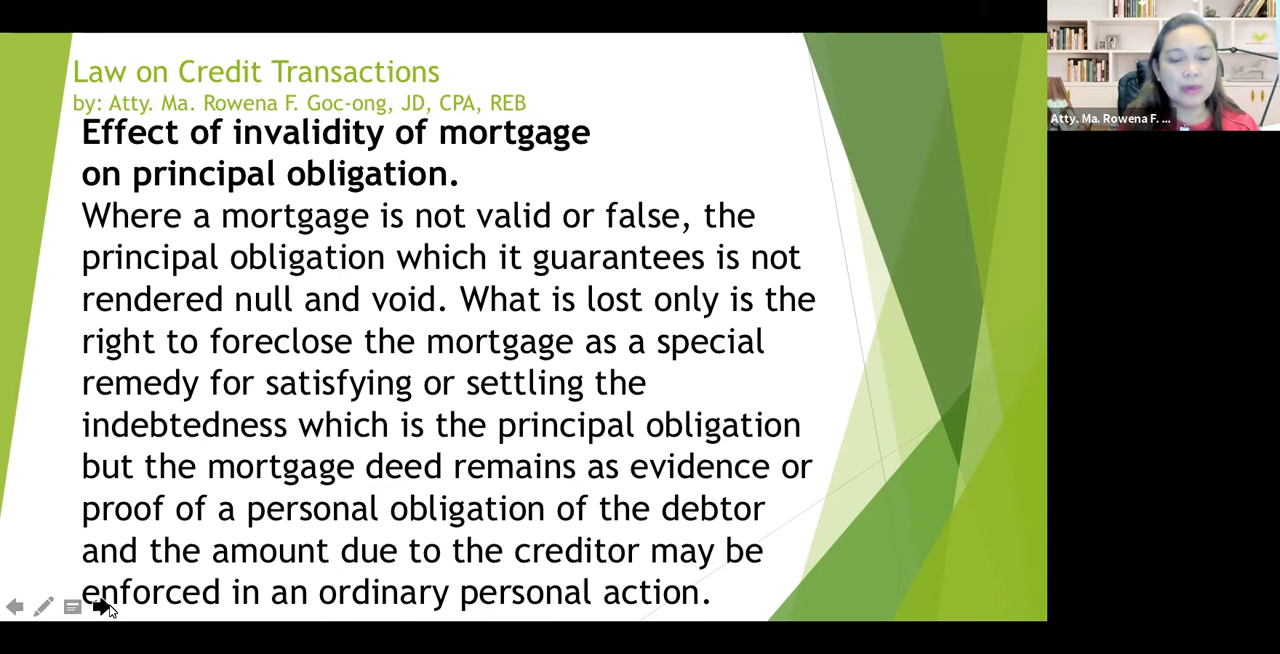 Law on Credit Transactions
by: Atty. Ma. Rowena F. Goc-ong, JD, CPA, REB
Effect of invalidity of mortgage
on principal obligation.
Where a mortgage is not valid or false, the
principal obligation which it guarantees is not
rendered null and void. What is lost only is the
right to foreclose the mortgage as a special
remedy for satisfying or settling the
indebtedness which is the principal obligation
but the mortgage deed remains as evidence or
proof of a personal obligation of the debtor
and the amount due to the creditor may be
enforced in an ordinary personal action.
Atty. Ma. Rowena F. ...